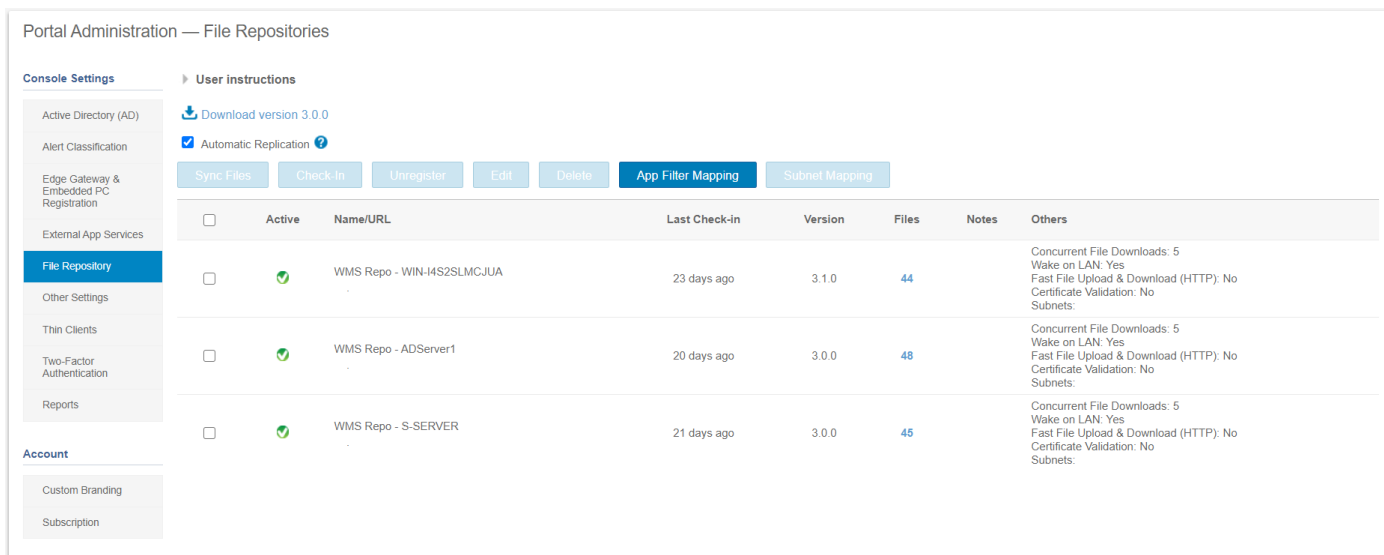 Portal Administration — File Repositories
Console Settings
Active Directory (AD)
Alert Classification
Edge Gateway &
Embedded PC
Registration
External App Services
File Repository
Other Settings
Thin Clients
Two-Factor
Authentication
Reports
Account
Custom Branding
Subscription
User instructions
Download version 3.0.0
Automatic Replication ?
Sync Files Check-In Unregister Edit Delete App Filter Mapping Subnet Mapping
Active Name/URL Last Check-in Version Files Notes Others
WMS Repo - WIN-I4S2SLMCJUA 23 days ago 3.1.0 44
Concurrent File Downloads: 5
Wake on LAN: Yes
Fast File Upload & Download (HTTP): No
Certificate Validation: No
Subnets:
WMS Repo - ADServer1 20 days ago 3.0.0 48
Concurrent File Downloads: 5
Wake on LAN: Yes
Fast File Upload & Download (HTTP): No
Certificate Validation: No
Subnets:
WMS Repo - S-SERVER 21 days ago 3.0.0 45
Concurrent File Downloads: 5
Wake on LAN: Yes
Fast File Upload & Download (HTTP): No
Certificate Validation: No
Subnets: